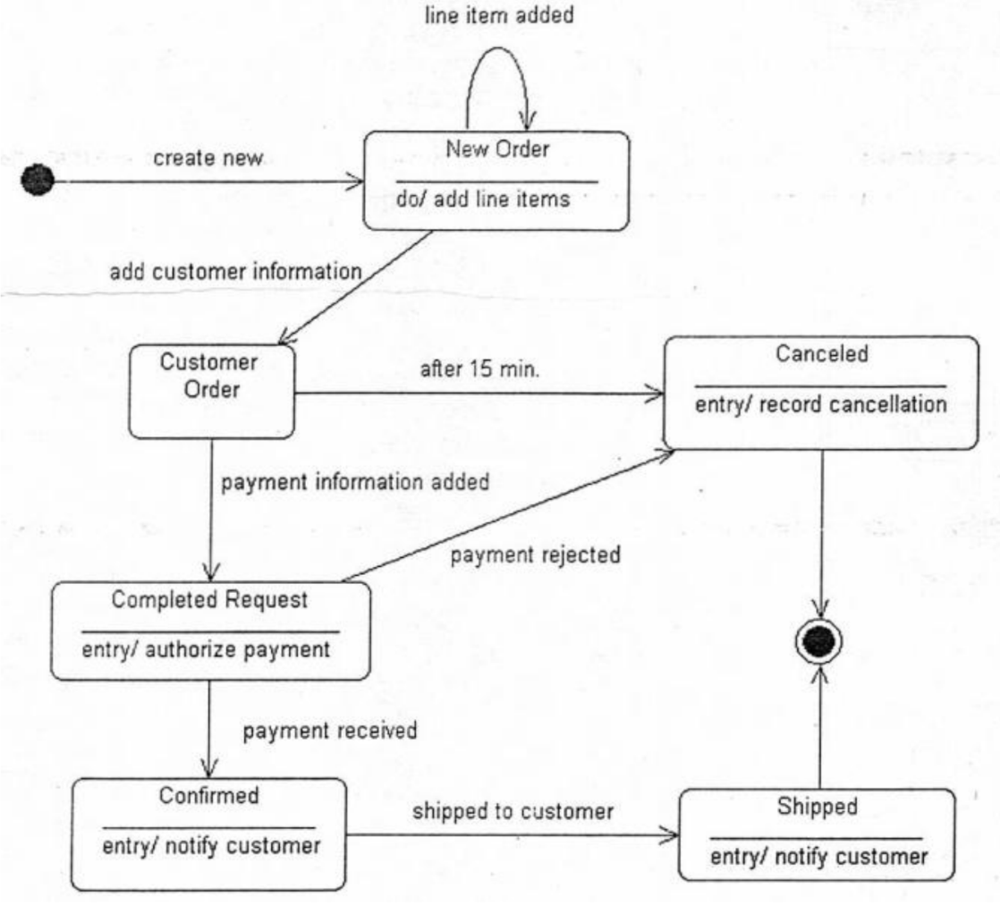 line item added
New Order
create new
do/ add line items
add customer information
Customer
Order
after 15 min.
Canceled
entry/ record cancellation
payment information added
payment rejected
Completed Request
entry/ authorize payment
payment received
Confirmed
entry/ notify customer
shipped to customer
Shipped
entry/ notify customer